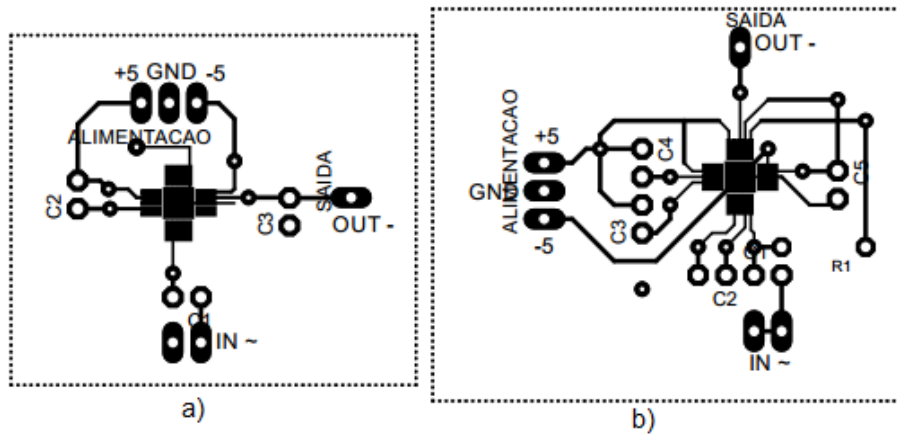 +5 GND -5
ALIMENTACAO
C2
C3
SAIDA
OUT -
C1
IN ~
a)
SAIDA
OUT -
ALIMENTACAO
+5
GND
-5
C4
C3
C5
C2
C1
R1
IN ~
b)